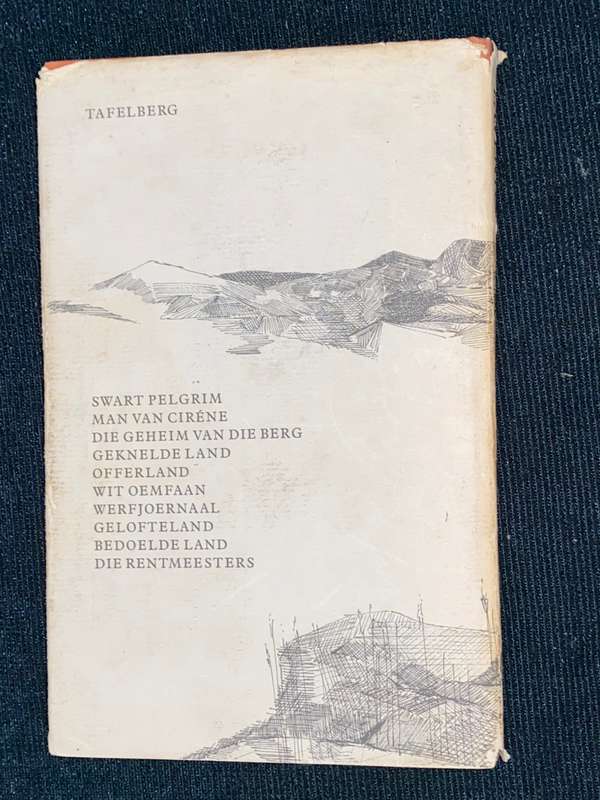 TAFELBERG
SWART PELGRIM
MAN VAN CIRÉNE
DIE GEHEIM VAN DIE BERG
GEKNELDE LAND
OFFERLAND
WIT OEMFAAN
WERFJOERNAAL
GELOFTELAND
BEDOELDE LAND
DIE RENTMEESTERS